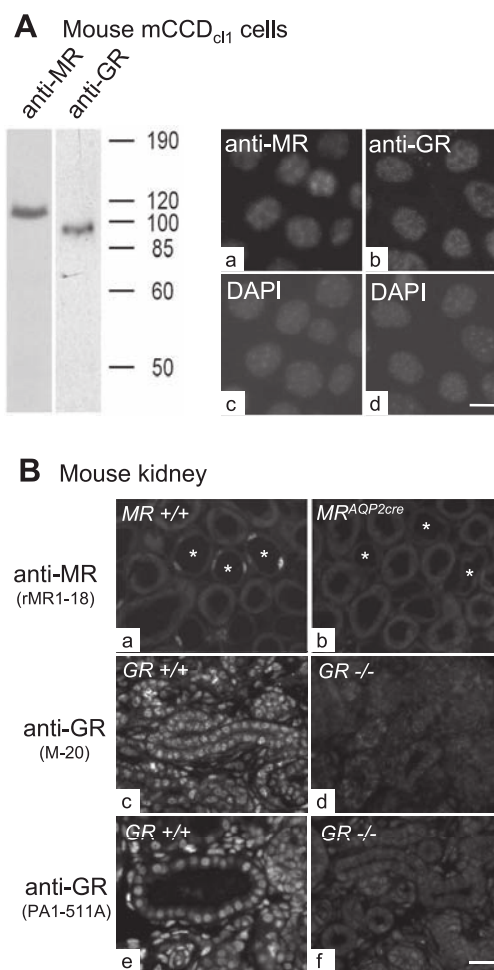 A Mouse mCCDcl1 cells
anti-MR
anti-GR
190
120
100
85
60
50
anti-MR
a
anti-GR
b
DAPI
c
DAPI
d
B Mouse kidney
anti-MR
(rMR1-18)
MR +/+
* * *
a
MR^AQP2cre
* * *
b
anti-GR
(M-20)
GR +/+
c
GR -/-
d
anti-GR
(PA1-511A)
GR +/+
e
GR -/-
f